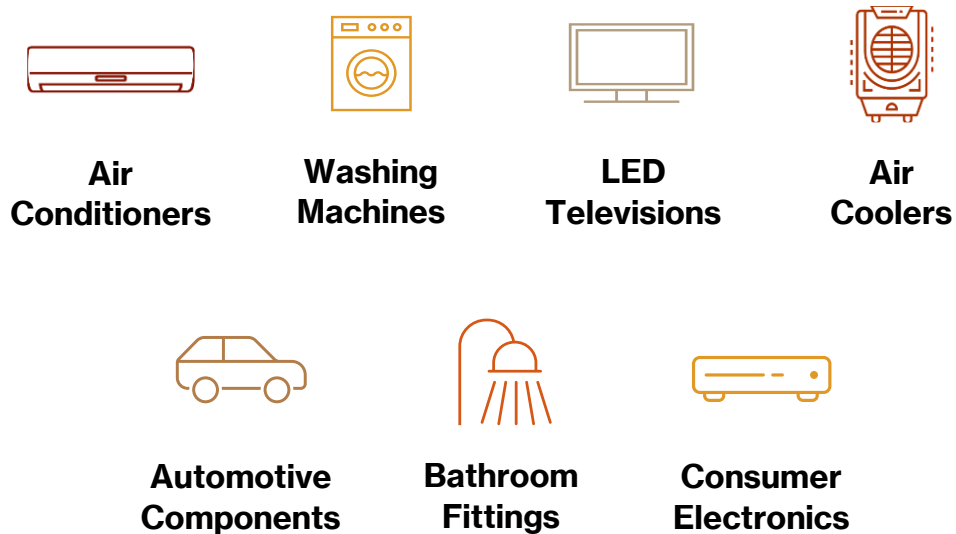 Air
Conditioners
Washing
Machines
LED
Televisions
Air
Coolers
Automotive
Components
Bathroom
Fittings
Consumer
Electronics